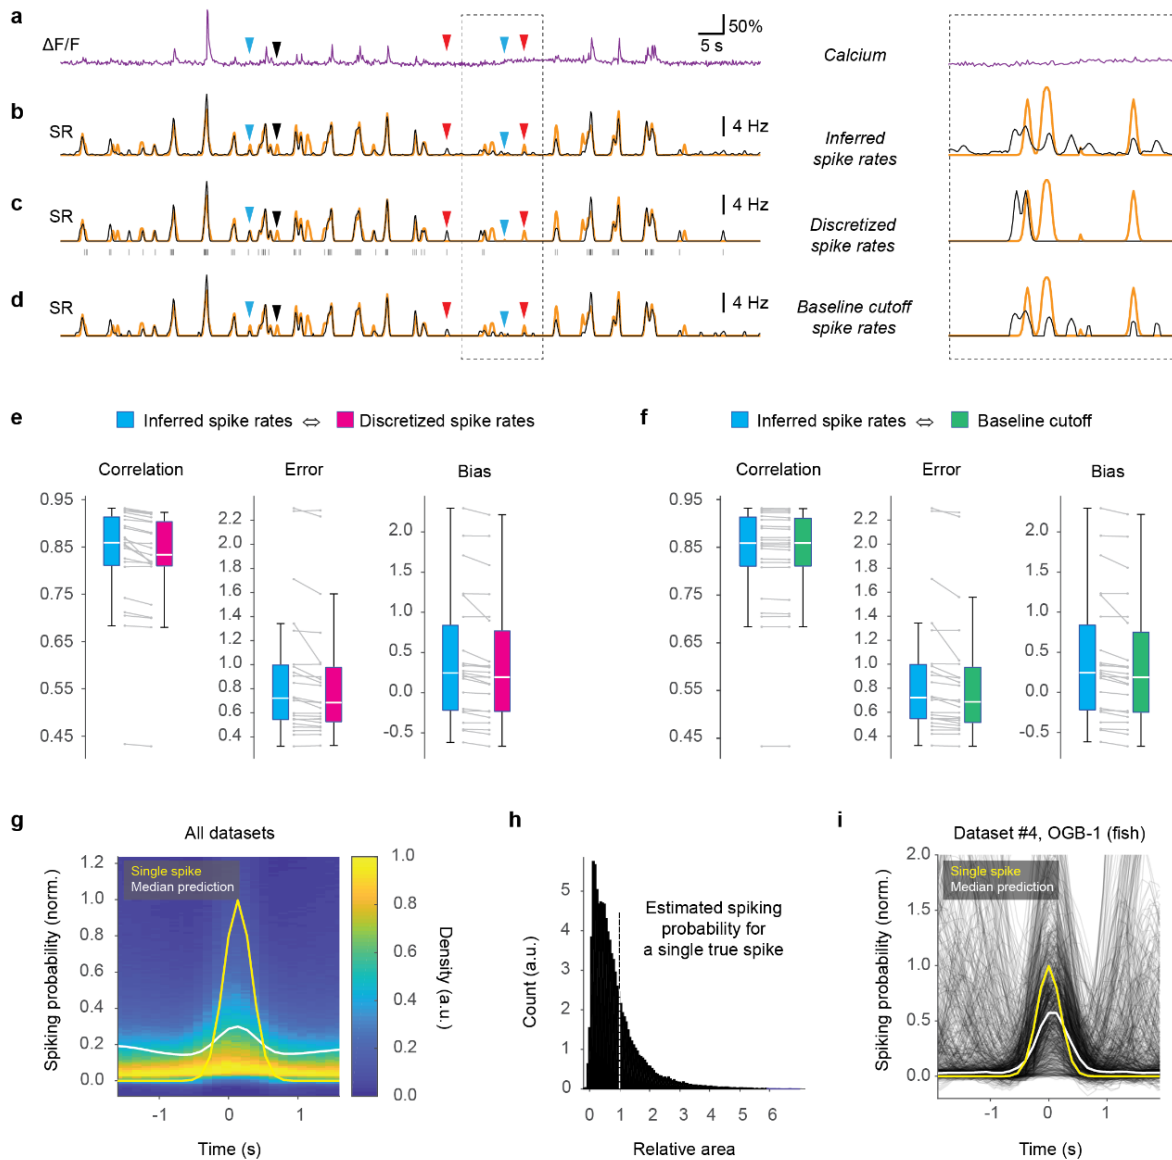 a
ΔF/F
50%
5 s
Calcium
b
SR
4 Hz
Inferred
spike rates
c
SR
4 Hz
Discretized
spike rates
d
SR
4 Hz
Baseline cutoff
spike rates
e
Inferred spike rates ⇔ Discretized spike rates
Correlation
0.95
0.85
0.75
0.65
0.55
0.45
Error
2.2
2.0
1.8
1.6
1.4
1.2
1.0
0.8
0.6
0.4
Bias
2.0
1.5
1.0
0.5
0.0
-0.5
f
Inferred spike rates ⇔ Baseline cutoff
Correlation
0.95
0.85
0.75
0.65
0.55
0.45
Error
2.2
2.0
1.8
1.6
1.4
1.2
1.0
0.8
0.6
0.4
Bias
2.0
1.5
1.0
0.5
0.0
-0.5
g
All datasets
Single spike
Median prediction
Spiking probability (norm.)
1.2
1.0
0.8
0.6
0.4
0.2
0.0
-1 0 1
Time (s)
1.0
0.8
0.6
0.4
0.2
0.0
Density (a.u.)
h
Estimated spiking
probability for
a single true spike
Count (a.u.)
5
4
3
2
1
0
0 1 2 3 4 5 6
Relative area
i
Dataset #4, OGB-1 (fish)
Single spike
Median prediction
Spiking probability (norm.)
2.0
1.5
1.0
0.5
0.0
-1 0 1
Time (s)